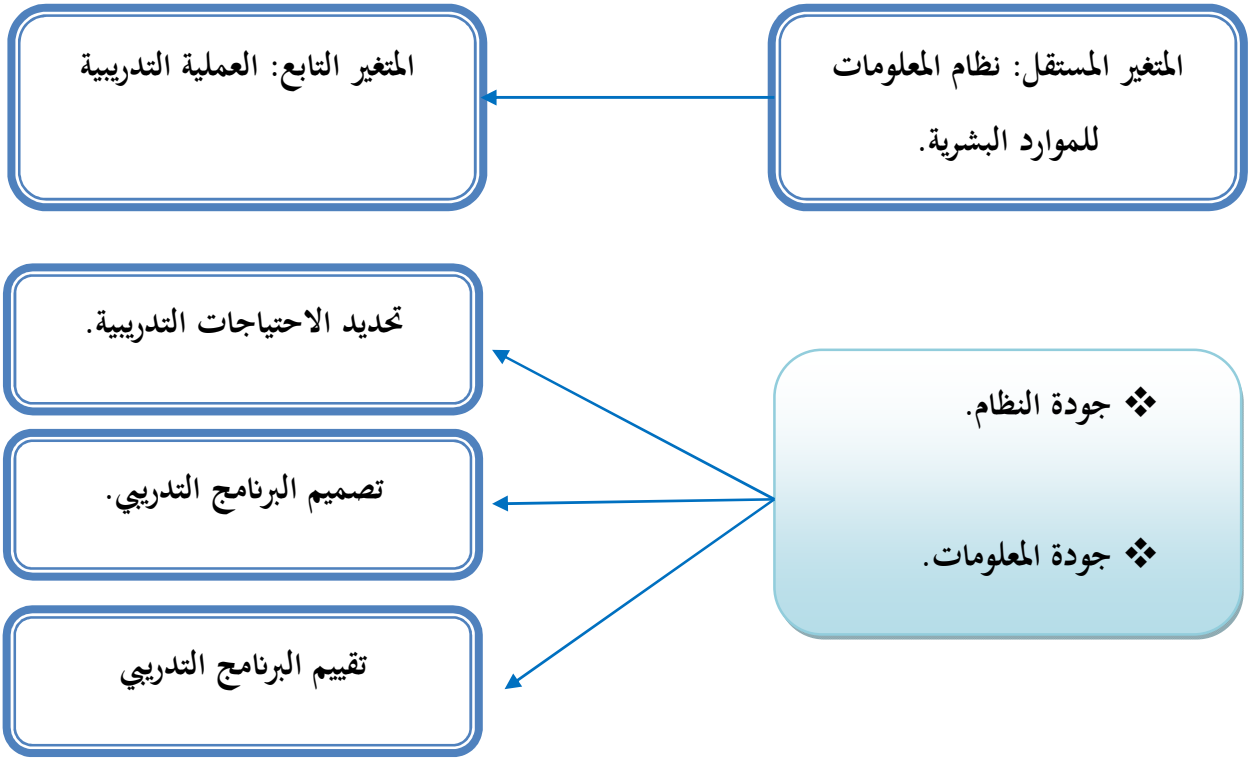 المتغير المستقل: نظام المعلومات
للموارد البشرية.
المتغير التابع: العملية التدريبية
❖ جودة النظام.
❖ جودة المعلومات.
تحديد الاحتياجات التدريبية.
تصميم البرنامج التدريبي.
تقييم البرنامج التدريبي